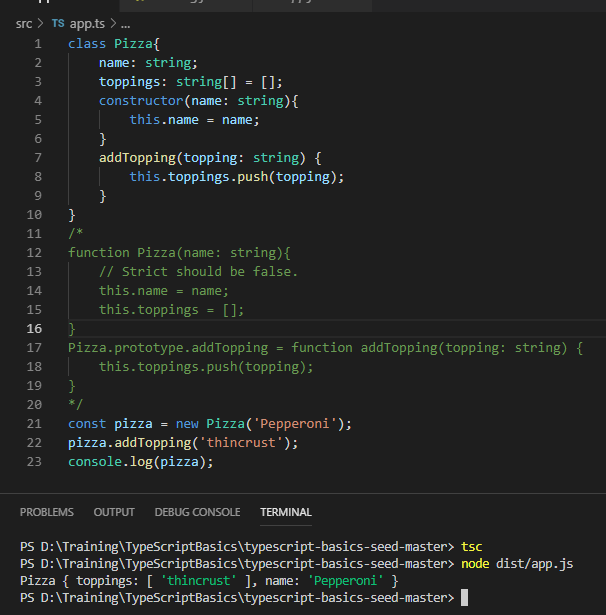 src > TS app.ts > ...
1 class Pizza{
2 name: string;
3 toppings: string[] = [];
4 constructor(name: string){
5 this.name = name;
6 }
7 addTopping(topping: string) {
8 this.toppings.push(topping);
9 }
10 }
11 /*
12 function Pizza(name: string){
13 // Strict should be false.
14 this.name = name;
15 this.toppings = [];
16 }
17 Pizza.prototype.addTopping = function addTopping(topping: string) {
18 this.toppings.push(topping);
19 }
20 */
21 const pizza = new Pizza('Pepperoni');
22 pizza.addTopping('thincrust');
23 console.log(pizza);
PROBLEMS OUTPUT DEBUG CONSOLE TERMINAL
PS D:\Training\TypeScriptBasics\typescript-basics-seed-master> tsc
PS D:\Training\TypeScriptBasics\typescript-basics-seed-master> node dist/app.js
Pizza { toppings: [ 'thincrust' ], name: 'Pepperoni' }
PS D:\Training\TypeScriptBasics\typescript-basics-seed-master>